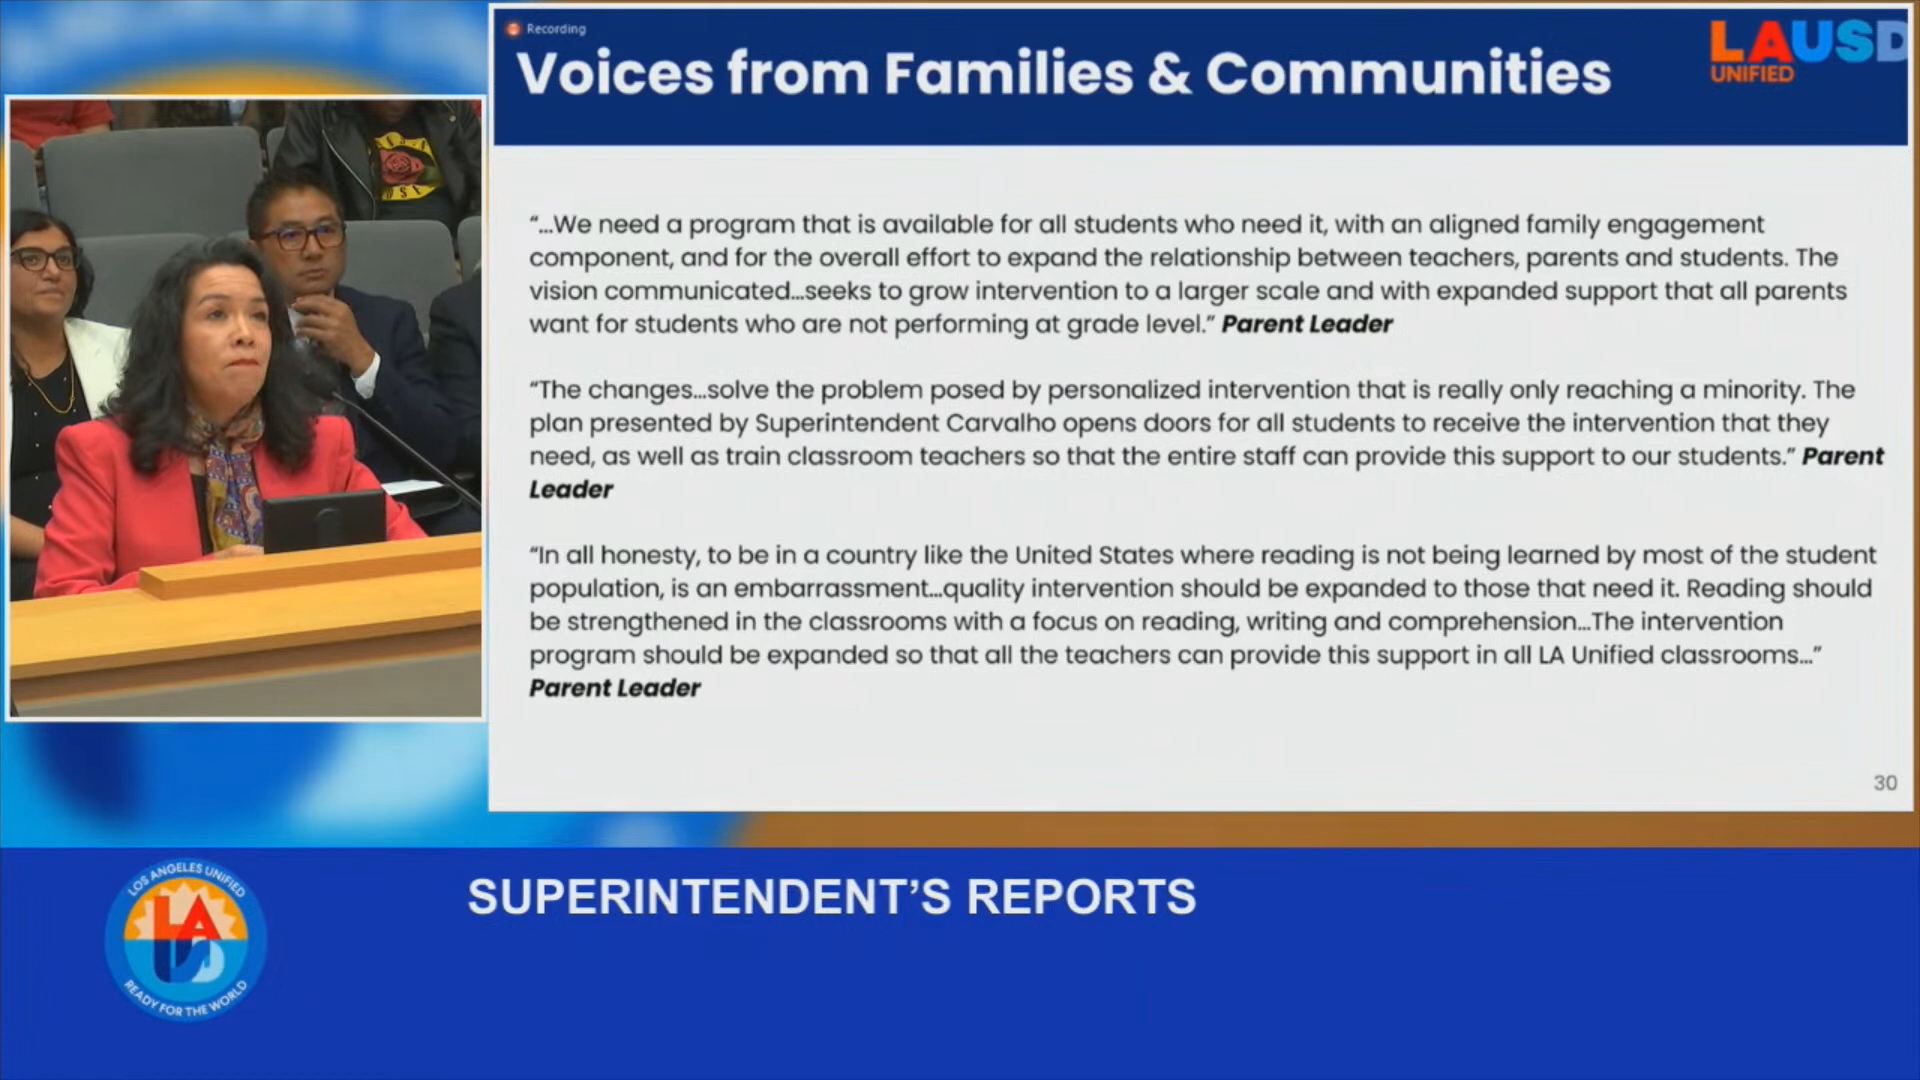 Recording
Voices from Families & Communities
LAUSD
UNIFIED
“...We need a program that is available for all students who need it, with an aligned family engagement
component, and for the overall effort to expand the relationship between teachers, parents and students. The
vision communicated...seeks to grow intervention to a larger scale and with expanded support that all parents
want for students who are not performing at grade level.” Parent Leader
“The changes...solve the problem posed by personalized intervention that is really only reaching a minority. The
plan presented by Superintendent Carvalho opens doors for all students to receive the intervention that they
need, as well as train classroom teachers so that the entire staff can provide this support to our students.” Parent
Leader
“In all honesty, to be in a country like the United States where reading is not being learned by most of the student
population, is an embarrassment...quality intervention should be expanded to those that need it. Reading should
be strengthened in the classrooms with a focus on reading, writing and comprehension...The intervention
program should be expanded so that all the teachers can provide this support in all LA Unified classrooms...”
Parent Leader
30
LOS ANGELES UNIFIED
LA
USD
READY FOR THE WORLD
SUPERINTENDENT’S REPORTS